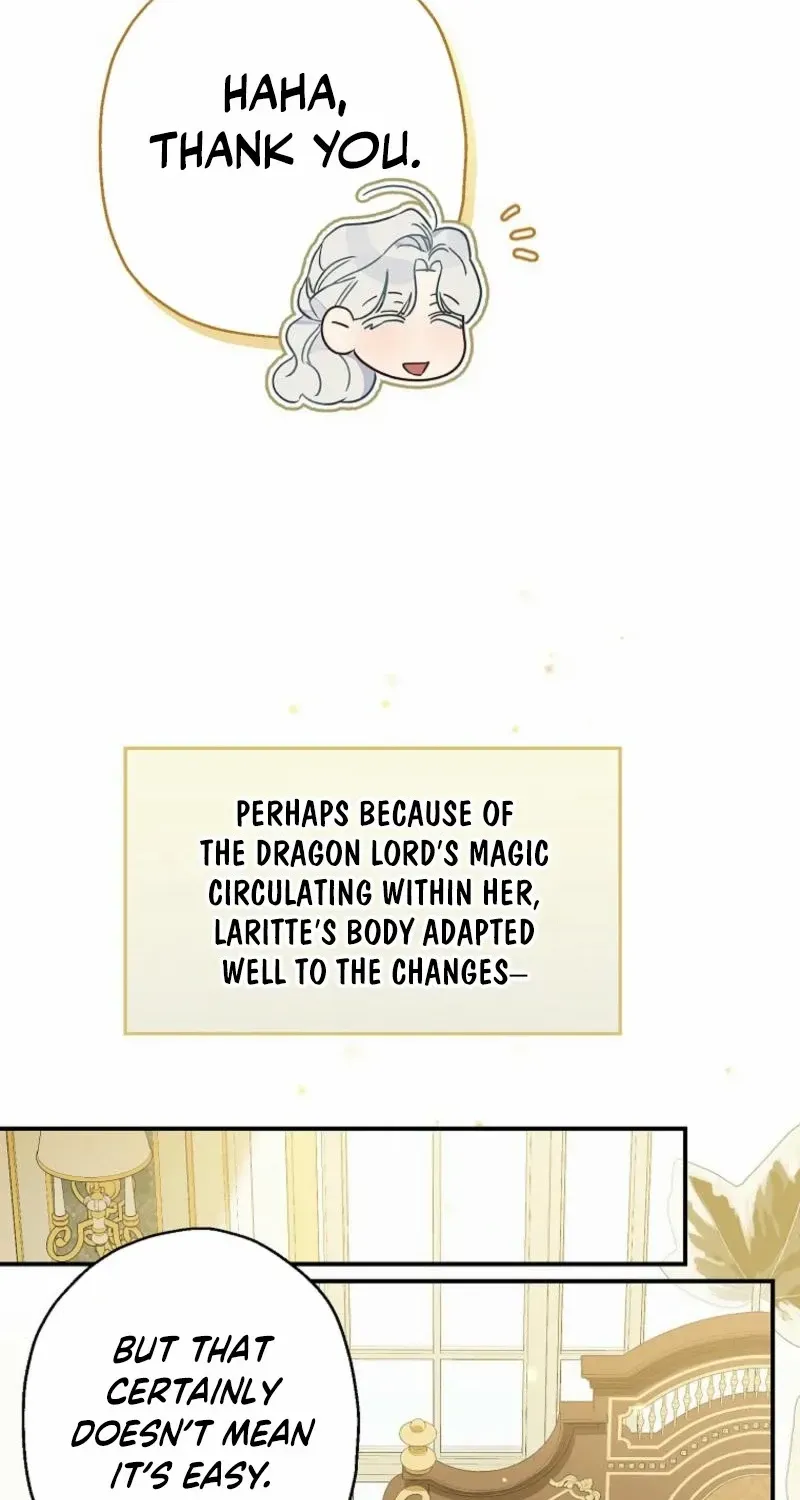 HAHA,
THANK YOU.
PERHAPS BECAUSE OF
THE DRAGON LORD'S MAGIC
CIRCULATING WITHIN HER,
LARITTE'S BODY ADAPTED
WELL TO THE CHANGES–
BUT THAT
CERTAINLY
DOESN'T MEAN
IT'S EASY.